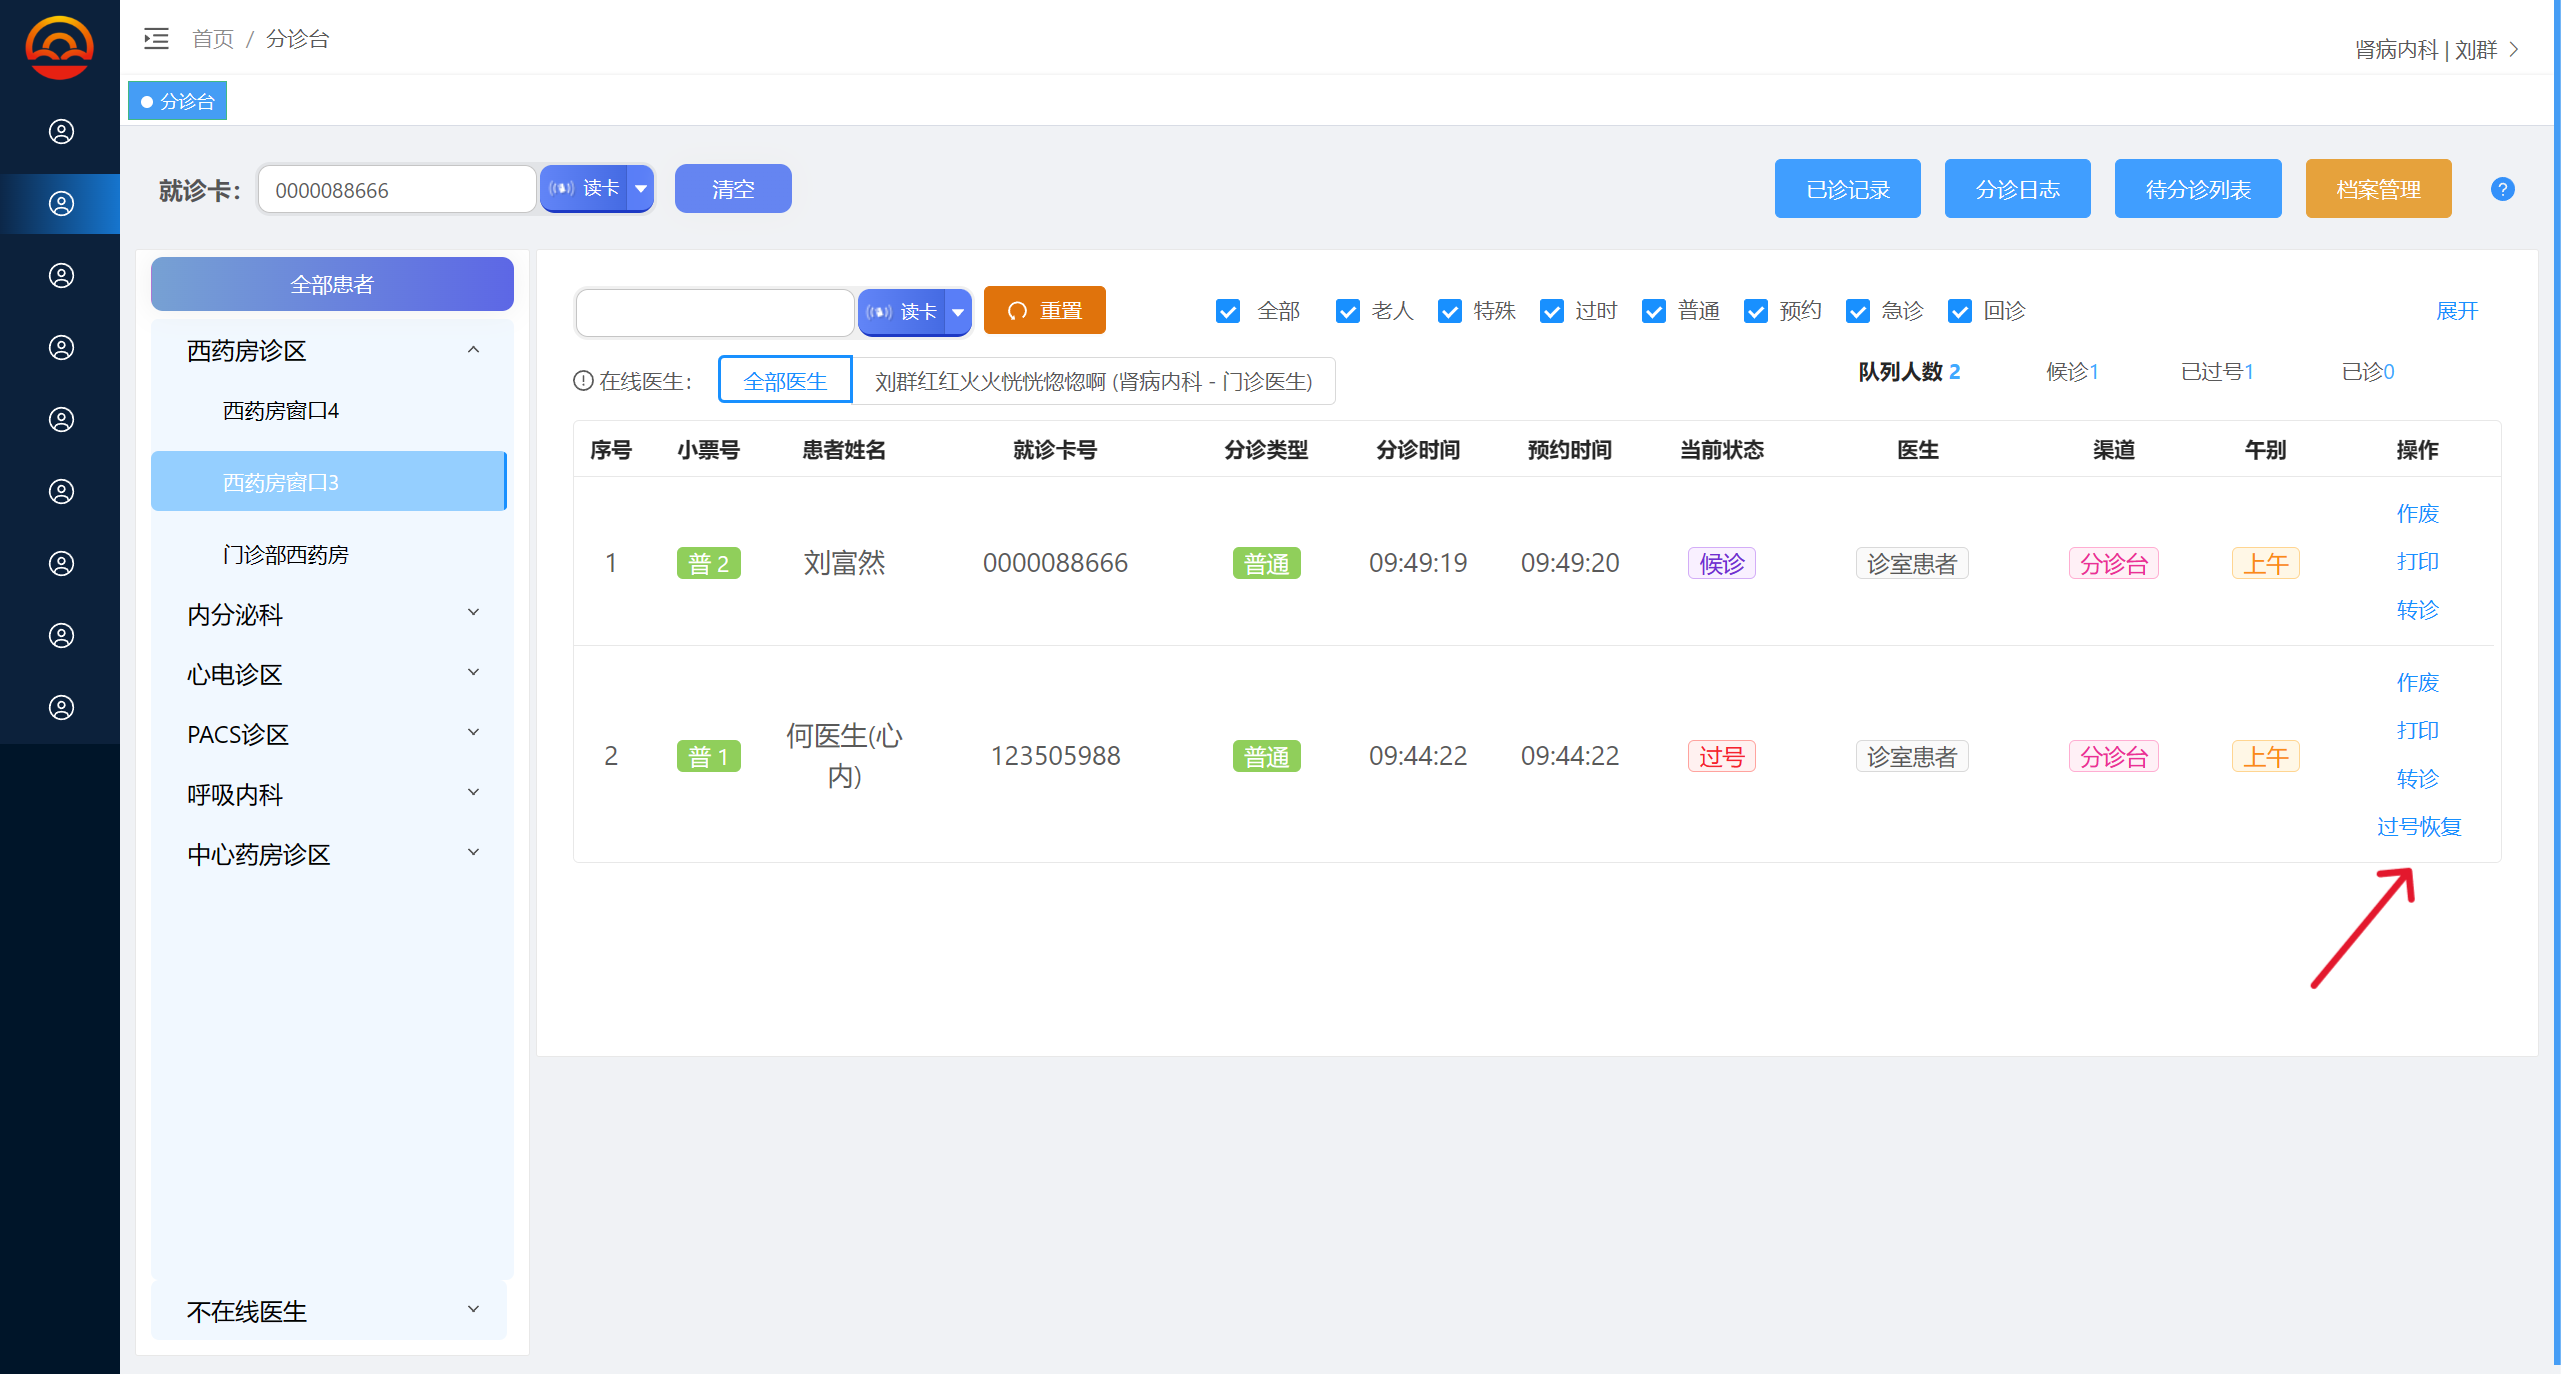 首页 / 分诊台
肾病内科 | 刘群
分诊台
就诊卡： 0000088666 读卡 清空
已诊记录 分诊日志 待分诊列表 档案管理 ?
全部患者
西药房诊区
西药房窗口4
西药房窗口3
门诊部西药房
内分泌科
心电诊区
PACS诊区
呼吸内科
中心药房诊区
不在线医生
读卡 重置 全部 老人 特殊 过时 普通 预约 急诊 回诊 展开
在线医生： 全部医生 刘群红红火火恍恍惚惚啊 (肾病内科 - 门诊医生)
队列人数 2 候诊1 已过号1 已诊0
序号 小票号 患者姓名 就诊卡号 分诊类型 分诊时间 预约时间 当前状态 医生 渠道 午别 操作
1 普 2 刘富然 0000088666 普通 09:49:19 09:49:20 候诊 诊室患者 分诊台 上午
作废
打印
转诊
2 普 1 何医生(心
内) 123505988 普通 09:44:22 09:44:22 过号 诊室患者 分诊台 上午
作废
打印
转诊
过号恢复